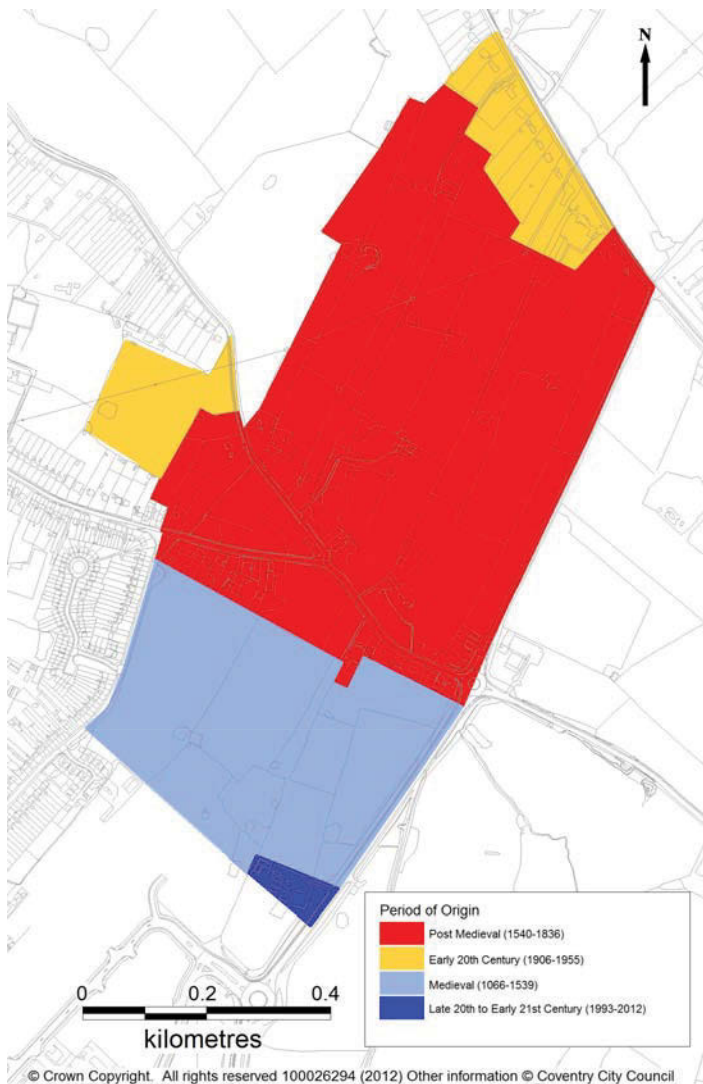 N
Period of Origin
Post Medieval (1540-1836)
Early 20th Century (1906-1955)
Medieval (1066-1539)
Late 20th to Early 21st Century (1993-2012)
0 0.2 0.4
kilometres
© Crown Copyright. All rights reserved 100026294 (2012) Other information © Coventry City Council